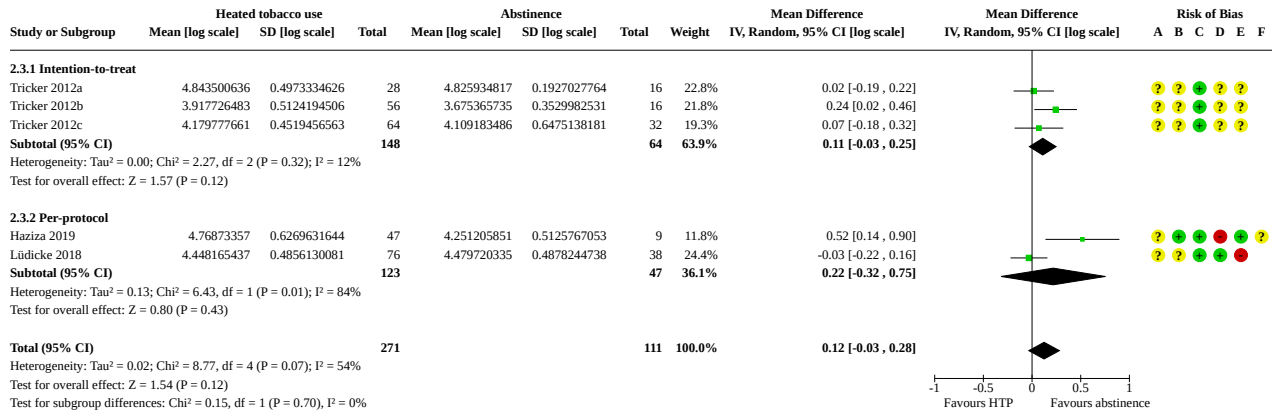 Heated tobacco use Abstinence Mean Difference Mean Difference Risk of Bias
Study or Subgroup Mean [log scale] SD [log scale] Total Mean [log scale] SD [log scale] Total Weight IV, Random, 95% CI [log scale] IV, Random, 95% CI [log scale] A B C D E F
2.3.1 Intention-to-treat
Tricker 2012a 4.843500636 0.4973334626 28 4.825934817 0.1927027764 16 22.8% 0.02 [-0.19 , 0.22] ? ? + ? ?
Tricker 2012b 3.917726483 0.5124194506 56 3.675365735 0.3529982531 16 21.8% 0.24 [0.02 , 0.46] ? ? + ? ?
Tricker 2012c 4.179777661 0.4519456563 64 4.109183486 0.6475138181 32 19.3% 0.07 [-0.18 , 0.32] ? ? + ? ?
Subtotal (95% CI) 148 64 63.9% 0.11 [-0.03 , 0.25]
Heterogeneity: Tau² = 0.00; Chi² = 2.27, df = 2 (P = 0.32); I² = 12%
Test for overall effect: Z = 1.57 (P = 0.12)
2.3.2 Per-protocol
Haziza 2019 4.76873357 0.6269631644 47 4.251205851 0.5125767053 9 11.8% 0.52 [0.14 , 0.90] ? + + - + ?
Lüdicke 2018 4.448165437 0.4856130081 76 4.479720335 0.4878244728 38 24.4% -0.03 [-0.22 , 0.16] ? ? + + -
Subtotal (95% CI) 123 47 36.1% 0.22 [-0.32 , 0.75]
Heterogeneity: Tau² = 0.13; Chi² = 6.43, df = 1 (P = 0.01); I² = 84%
Test for overall effect: Z = 0.80 (P = 0.43)
Total (95% CI) 271 111 100.0% 0.12 [-0.03 , 0.28]
Heterogeneity: Tau² = 0.02; Chi² = 8.77, df = 4 (P = 0.07); I² = 54%
Test for overall effect: Z = 1.54 (P = 0.12)
-1 -0.5 0 0.5 1
Test for subgroup differences: Chi² = 0.15, df = 1 (P = 0.70), I² = 0% Favours HTP Favours abstinence